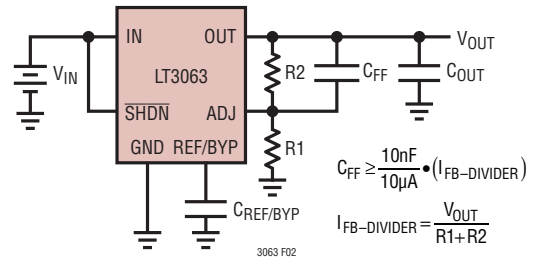 IN
OUT
V_OUT
V_IN
LT3063
R2
C_FF
C_OUT
SHDN
ADJ
GND REF/BYP
R1
C_REF/BYP
C_FF ≥ 10nF/10µA • (I_FB–DIVIDER)
I_FB–DIVIDER = V_OUT/R1+R2
3063 F02